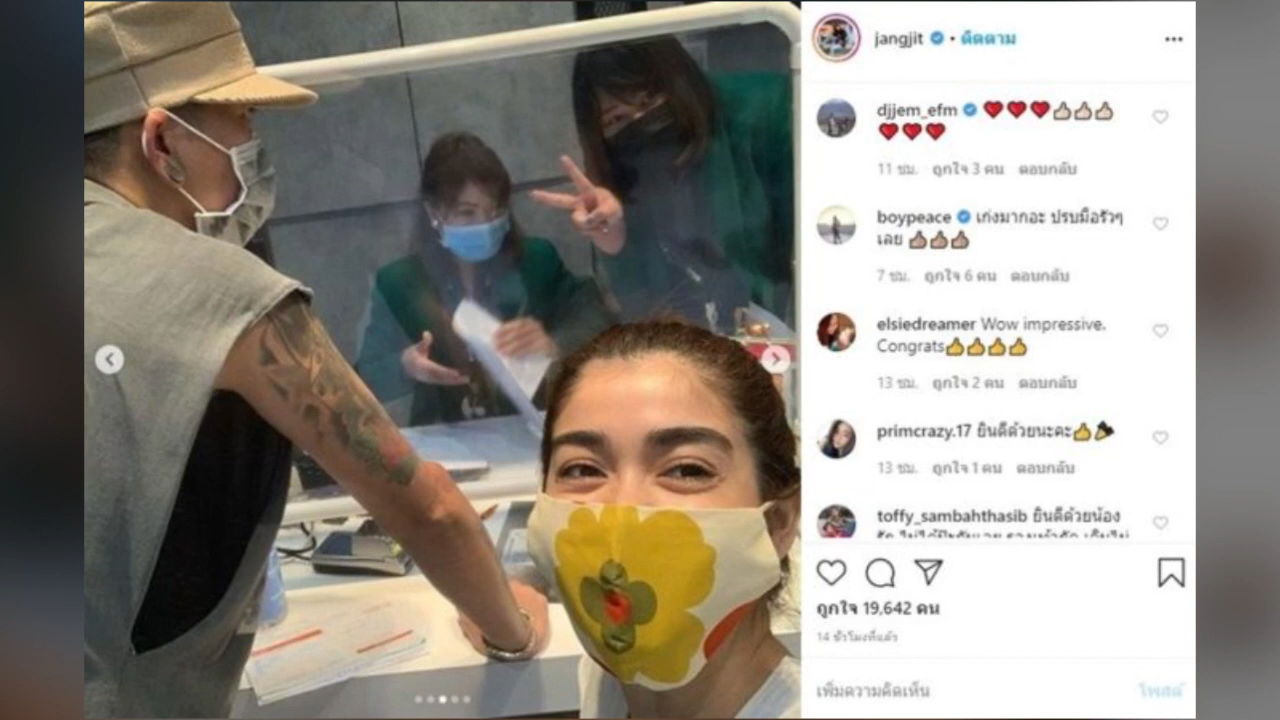 jangjit • ติดตาม
djjem_efm
11 ชม. ถูกใจ 3 คน ตอบกลับ
boypeace เก่งมากอะ ปรบมือรัวๆ
เลย
7 ชม. ถูกใจ 6 คน ตอบกลับ
elsiedreamer Wow impressive.
Congrats
13 ชม. ถูกใจ 2 คน ตอบกลับ
primcrazy.17 ยินดีด้วยนะคะ
13 ชม. ถูกใจ 1 คน ตอบกลับ
toffy_sambahthasib ยินดีด้วยน้อง
ถูกใจ 19,642 คน
14 ชั่วโมงที่แล้ว
เพิ่มความคิดเห็น
โพสต์